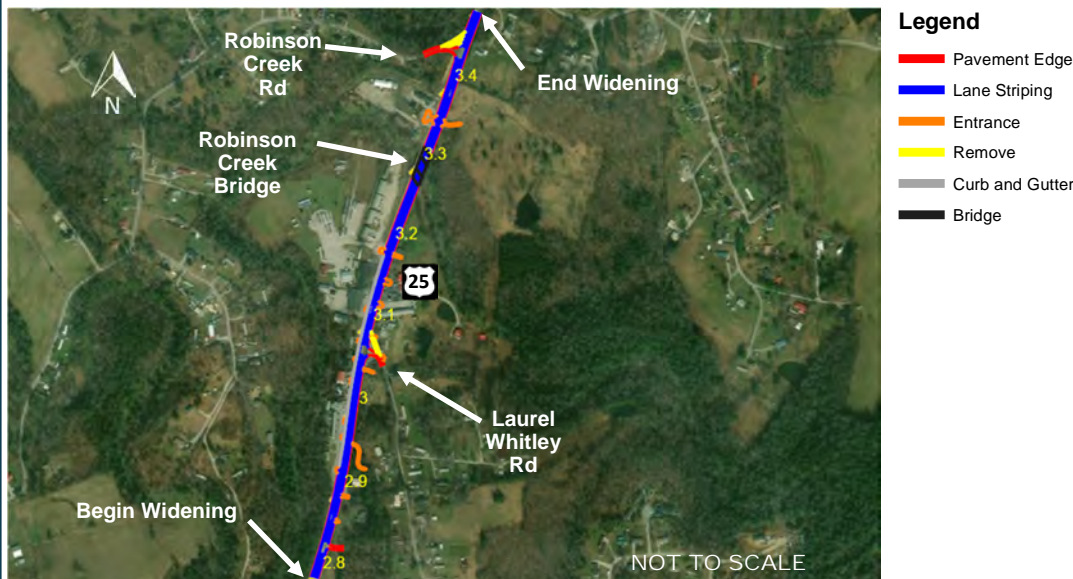 Robinson
Creek
Rd
End Widening
N
3.4
Robinson
Creek
Bridge
3.3
3.2
25
3.1
3
Laurel
Whitley
Rd
2.9
Begin Widening
2.8
NOT TO SCALE
Legend
Pavement Edge
Lane Striping
Entrance
Remove
Curb and Gutter
Bridge